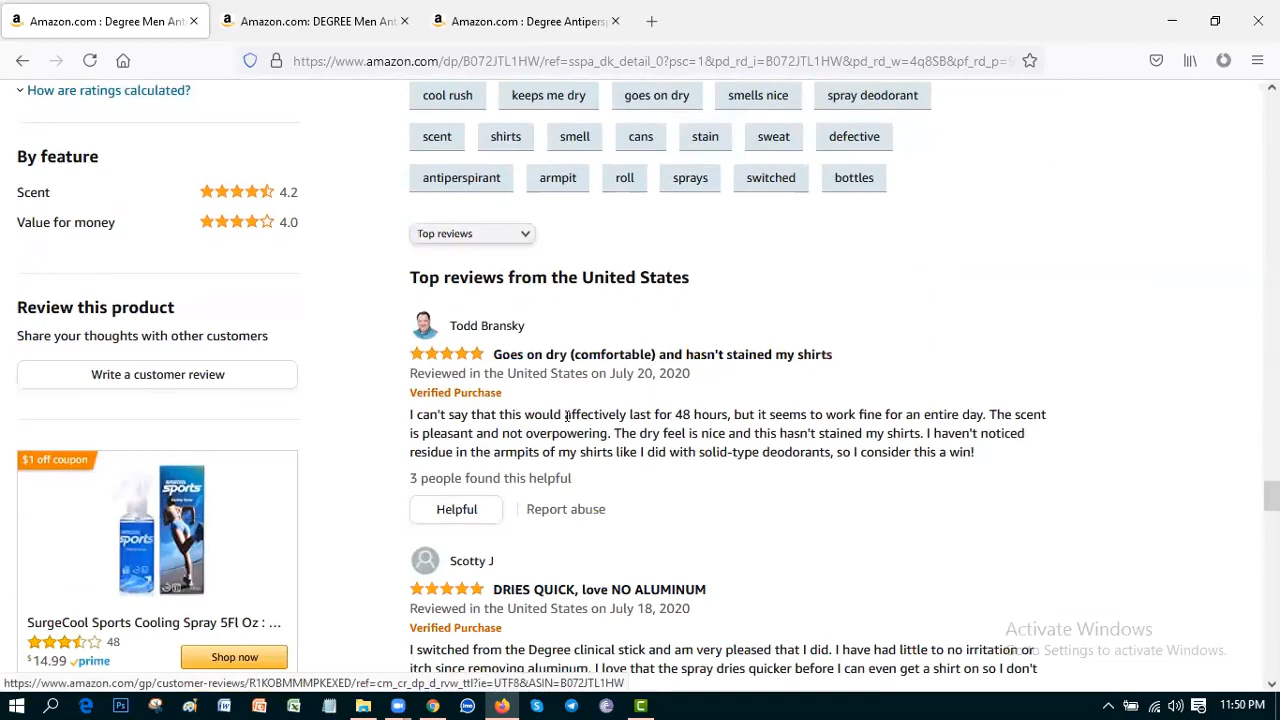 Amazon.com : Degree Men Ant
Amazon.com: DEGREE Men Ant
Amazon.com : Degree Antipersp
https://www.amazon.com/dp/B072JTL1HW/ref=sspa_dk_detail_0?psc=1&pd_rd_i=B072JTL1HW&pd_rd_w=4q8SB&pf_rd_p=
How are ratings calculated?
By feature
Scent 4.2
Value for money 4.0
Review this product
Share your thoughts with other customers
Write a customer review
$1 off coupon
SURGECOOL
sports
SurgeCool Sports Cooling Spray 5Fl Oz : ...
48
$14.99 prime
Shop now
cool rush keeps me dry goes on dry smells nice spray deodorant
scent shirts smell cans stain sweat defective
antiperspirant armpit roll sprays switched bottles
Top reviews
Top reviews from the United States
Todd Bransky
Goes on dry (comfortable) and hasn't stained my shirts
Reviewed in the United States on July 20, 2020
Verified Purchase
I can't say that this would affectively last for 48 hours, but it seems to work fine for an entire day. The scent
is pleasant and not overpowering. The dry feel is nice and this hasn't stained my shirts. I haven't noticed
residue in the armpits of my shirts like I did with solid-type deodorants, so I consider this a win!
3 people found this helpful
Helpful
Report abuse
Scotty J
DRIES QUICK, love NO ALUMINUM
Reviewed in the United States on July 18, 2020
Verified Purchase
I switched from the Degree clinical stick and am very pleased that I did. I have had little to no irritation or
itch since removing aluminum. I love that the spray dries quicker before I can even get a shirt on so I don't
Activate Windows
Go to Settings to activate Windows.
https://www.amazon.com/gp/customer-reviews/R1KOBMMMPKEXED/ref=cm_cr_dp_d_rvw_ttl?ie=UTF8&ASIN=B072JTL1HW
11:50 PM